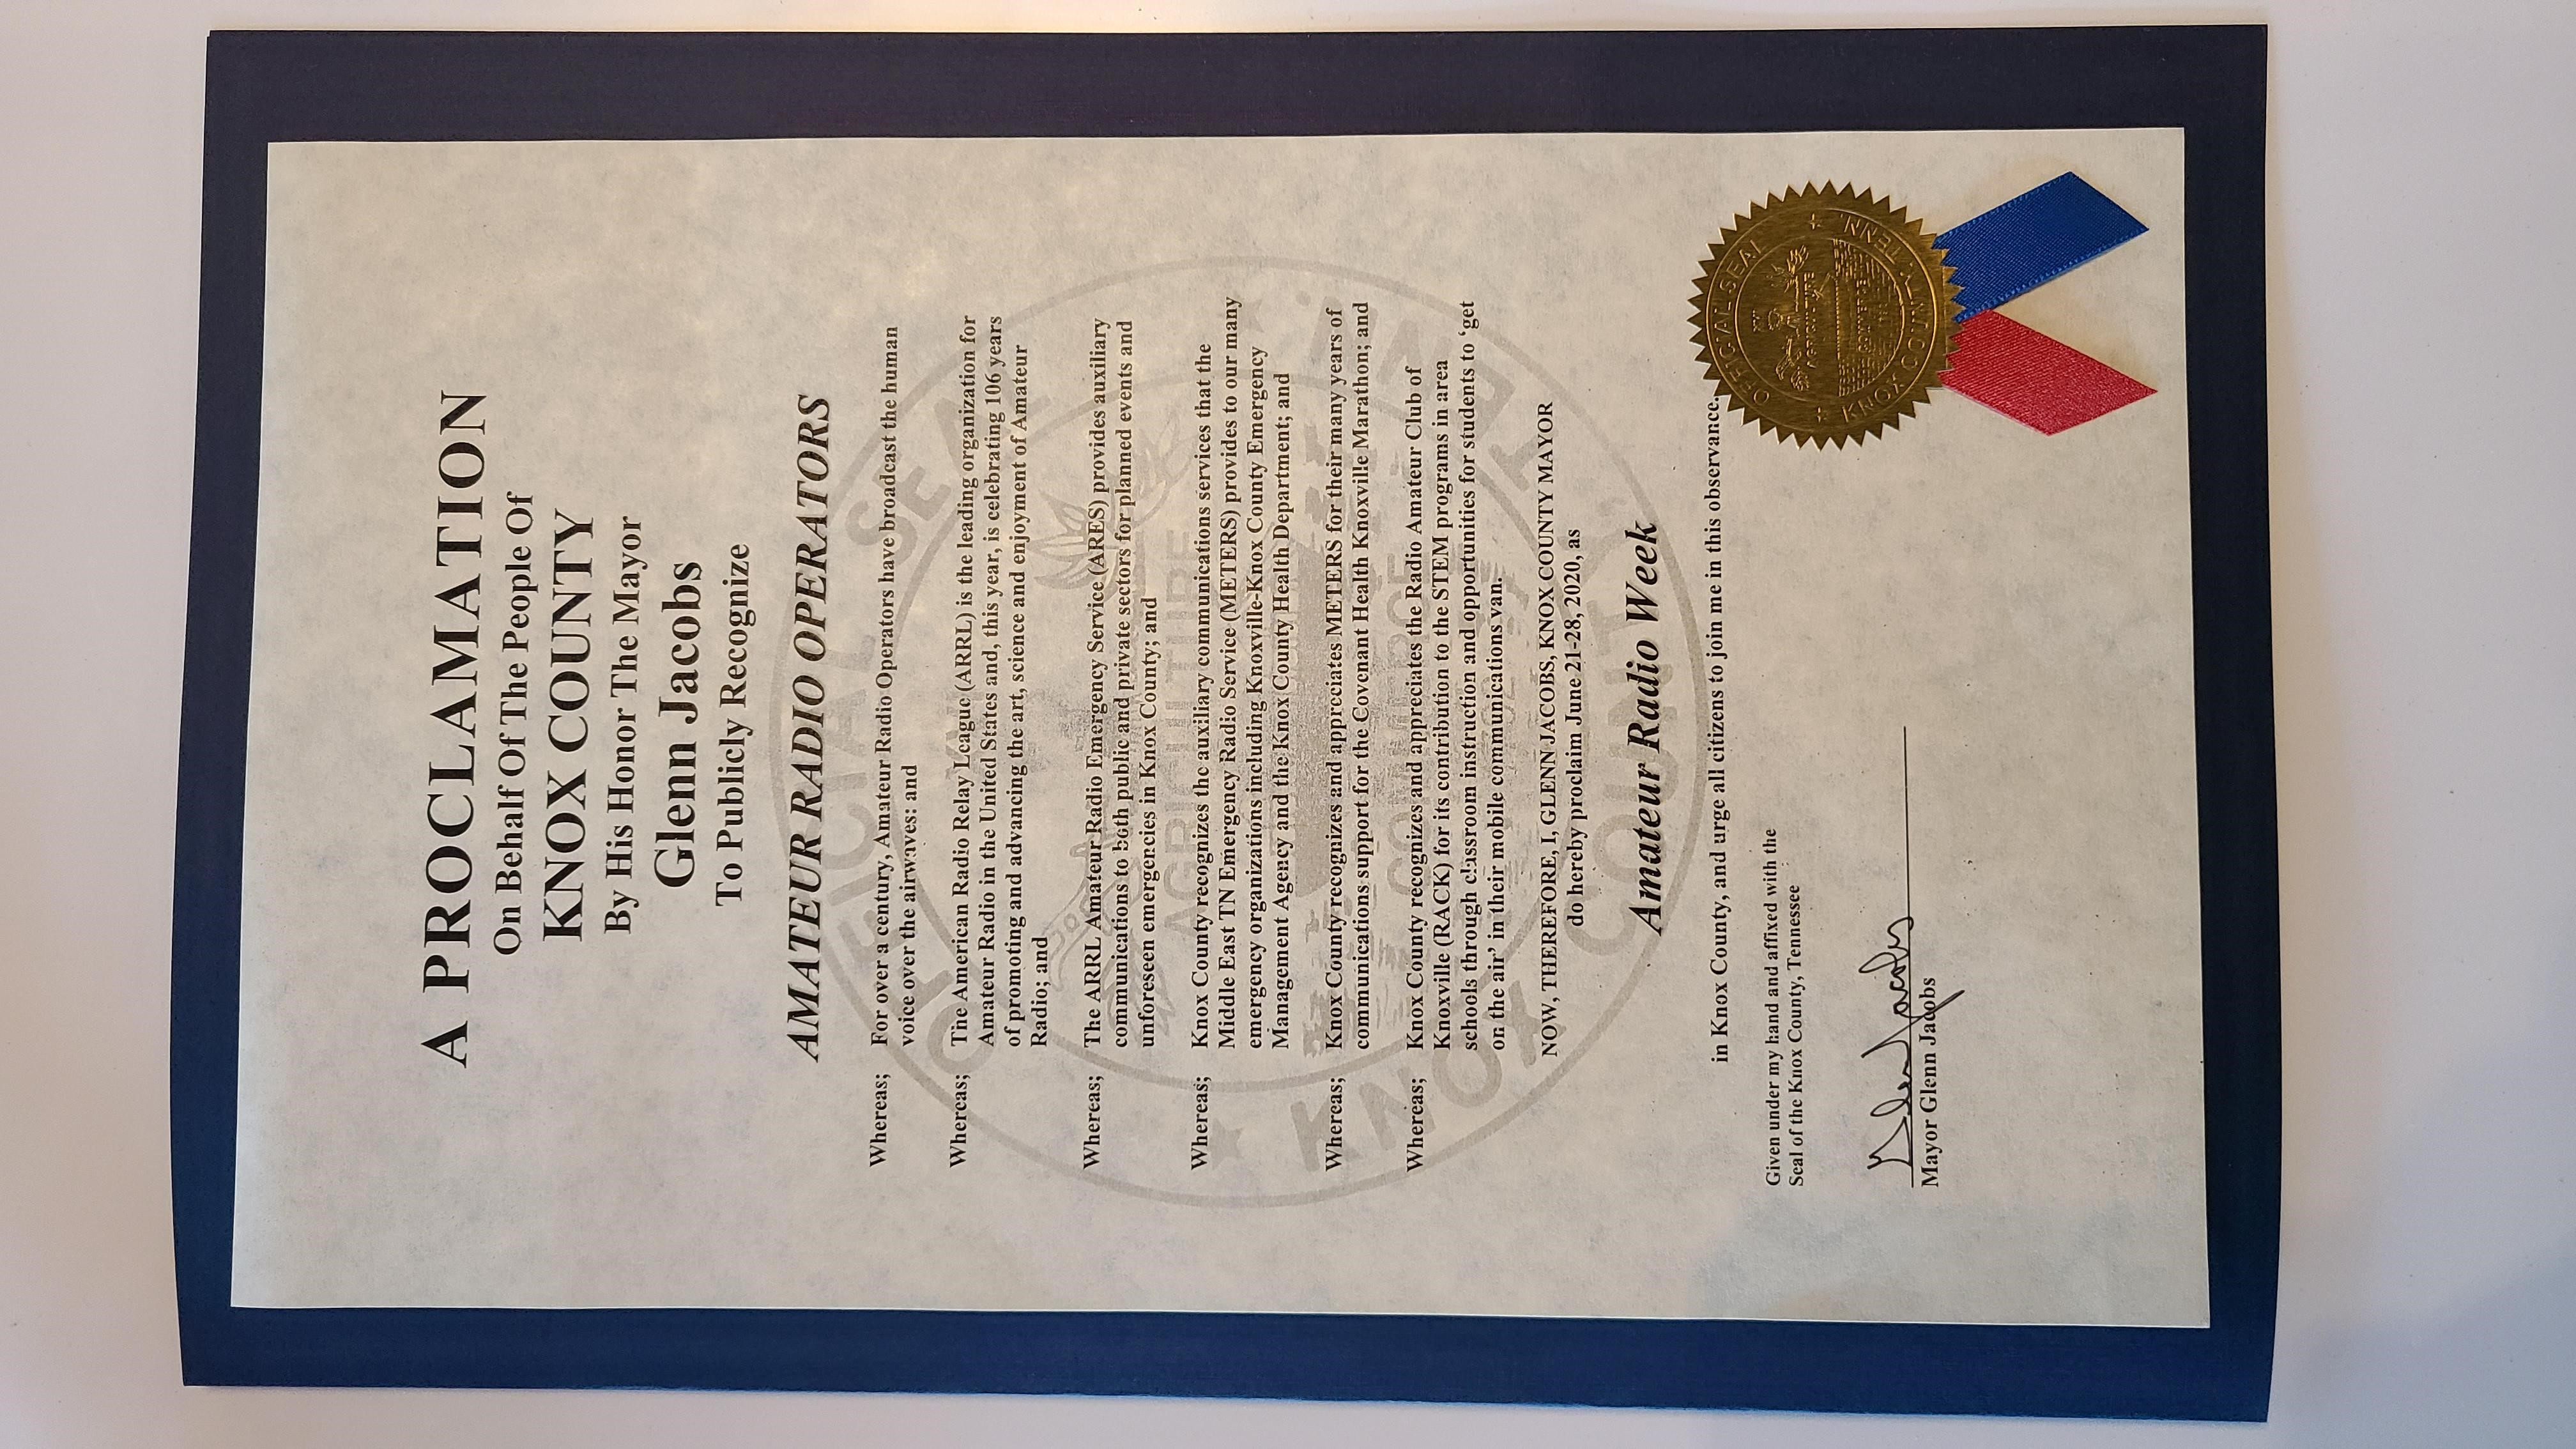 A PROCLAMATION
On Behalf Of The People Of
KNOX COUNTY
By His Honor The Mayor
Glenn Jacobs
To Publicly Recognize
AMATEUR RADIO OPERATORS
Whereas; For over a century, Amateur Radio Operators have broadcast the human
voice over the airwaves: and
Whereas; The American Radio Relay League (ARRL) is the leading organization for
Amateur Radio in the United States and, this year, is celebrating 106 years
of promoting and advancing the art, science and enjoyment of Amateur
Radio; and
Whereas; The ARRL Amateur Radio Emergency Service (ARES) provides auxiliary
communications to both public and private sectors for planned events and
unforeseen emergencies in Knox County; and
Whereas; Knox County recognizes the auxiliary communications services that the
Middle East TN Emergency Radio Service (METERS) provides to our many
emergency organizations including Knoxville-Knox County Emergency
Management Agency and the Knox County Health Department; and
Whereas; Knox County recognizes and appreciates METERS for their many years of
communications support for the Covenant Health Knoxville Marathon; and
Whereas; Knox County recognizes and appreciates the Radio Amateur Club of
Knoxville (RACK) for its contribution to the STEM programs in area
schools through classroom instruction and opportunities for students to ‘get
on the air’ in their mobile communications van.
NOW, THEREFORE, I, GLENN JACOBS, KNOX COUNTY MAYOR
do hereby proclaim June 21-28, 2020, as
Amateur Radio Week
in Knox County, and urge all citizens to join me in this observance.
Given under my hand and affixed with the
Seal of the Knox County, Tennessee
Glenn Jacobs
Mayor Glenn Jacobs
OFFICIAL SEAL
AGRICULTURE
COMMERCE
KNOX COUNTY, TENN.
OFFICIAL SEAL
AGRICULTURE
COMMERCE
KNOX COUNTY, TENN.